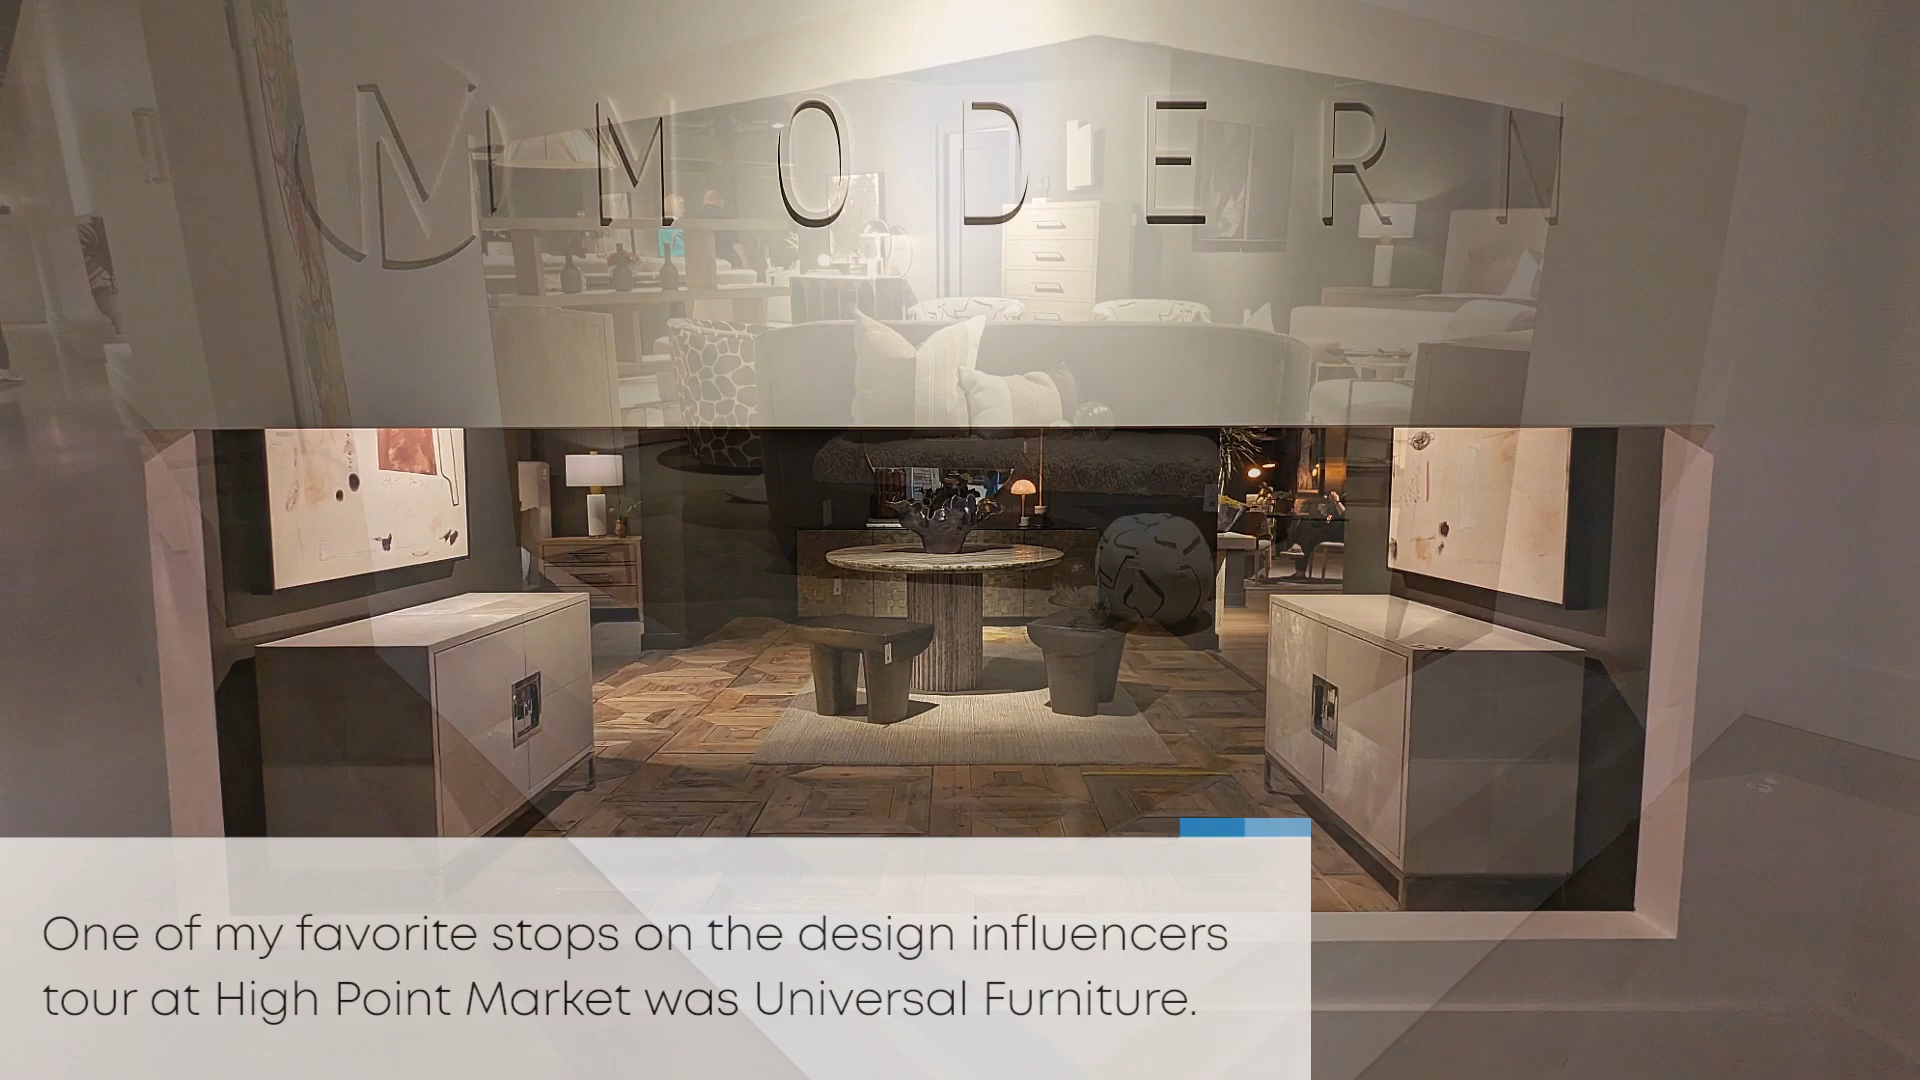 MODERN
One of my favorite stops on the design influencers
tour at High Point Market was Universal Furniture.